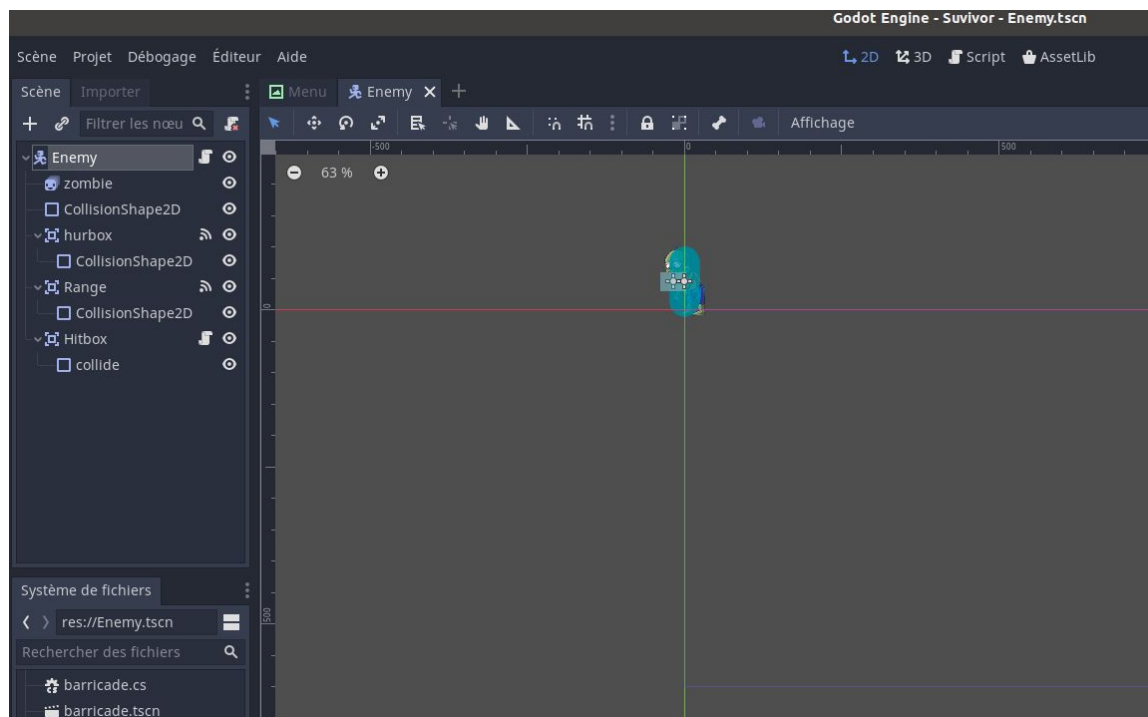 Godot Engine - Suvivor - Enemy.tscn
Scène Projet Débogage Éditeur Aide
2D 3D Script AssetLib
Scène Importer
Menu Enemy
Filtrer les nœu
Affichage
-500 0 500
63 %
Enemy
zombie
CollisionShape2D
hurbox
CollisionShape2D
Range
CollisionShape2D
0
Hitbox
collide
Système de fichiers
500
res://Enemy.tscn
Rechercher des fichiers
barricade.cs
barricade.tscn